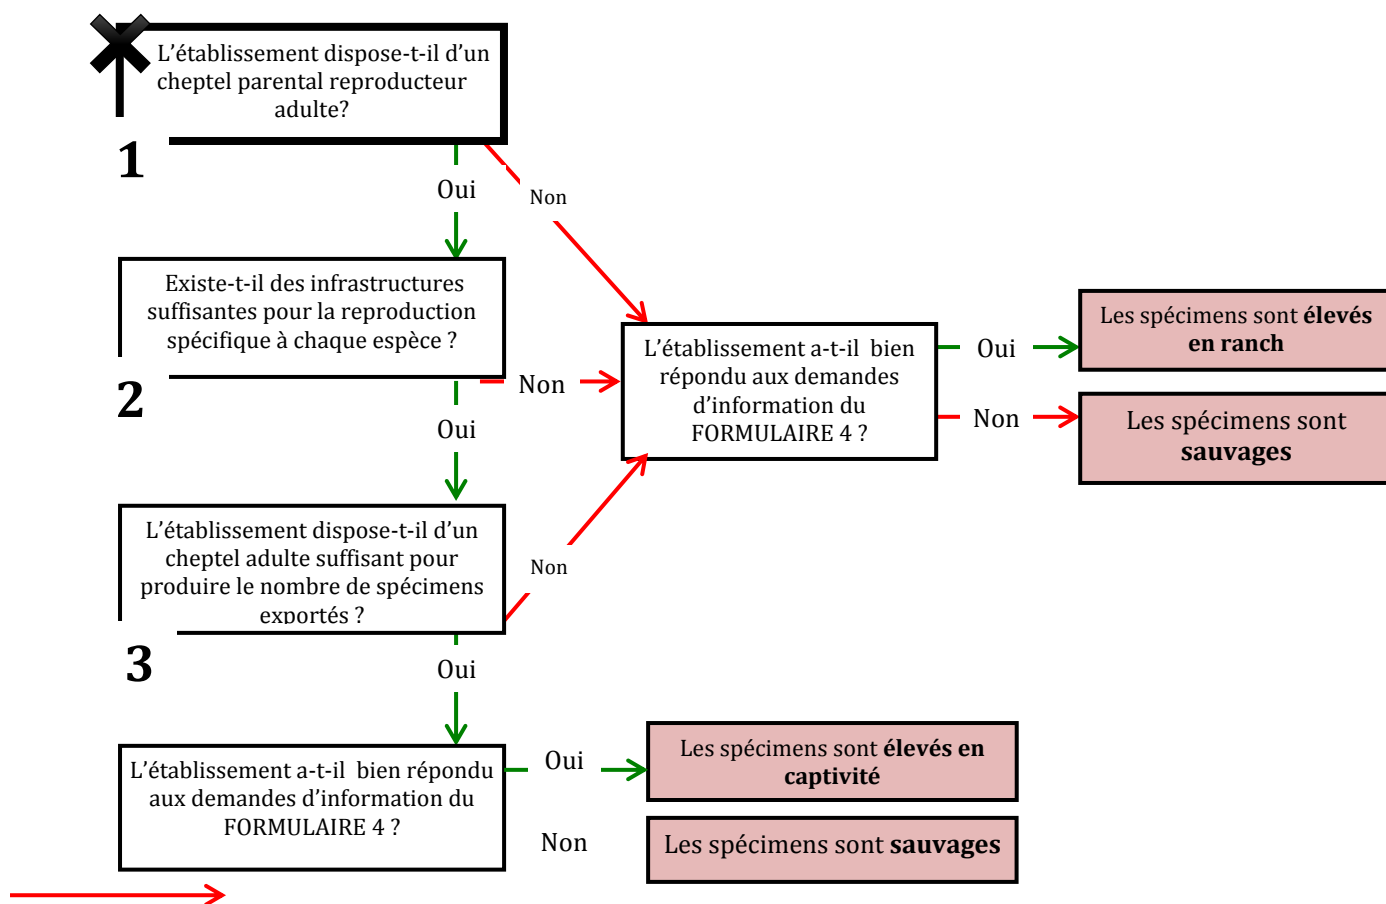 L’établissement dispose-t-il d’un
cheptel parental reproducteur
adulte?
1
Oui
Non
Existe-t-il des infrastructures
suffisantes pour la reproduction
spécifique à chaque espèce ?
2
Non
Oui
L’établissement a-t-il bien
répondu aux demandes
d’information du
FORMULAIRE 4 ?
Oui
Les spécimens sont élevés
en ranch
Non
Les spécimens sont
sauvages
L’établissement dispose-t-il d’un
cheptel adulte suffisant pour
produire le nombre de spécimens
exportés ?
Non
3
Oui
L’établissement a-t-il bien répondu
aux demandes d’information du
FORMULAIRE 4 ?
Oui
Les spécimens sont élevés en
captivité
Non
Les spécimens sont sauvages